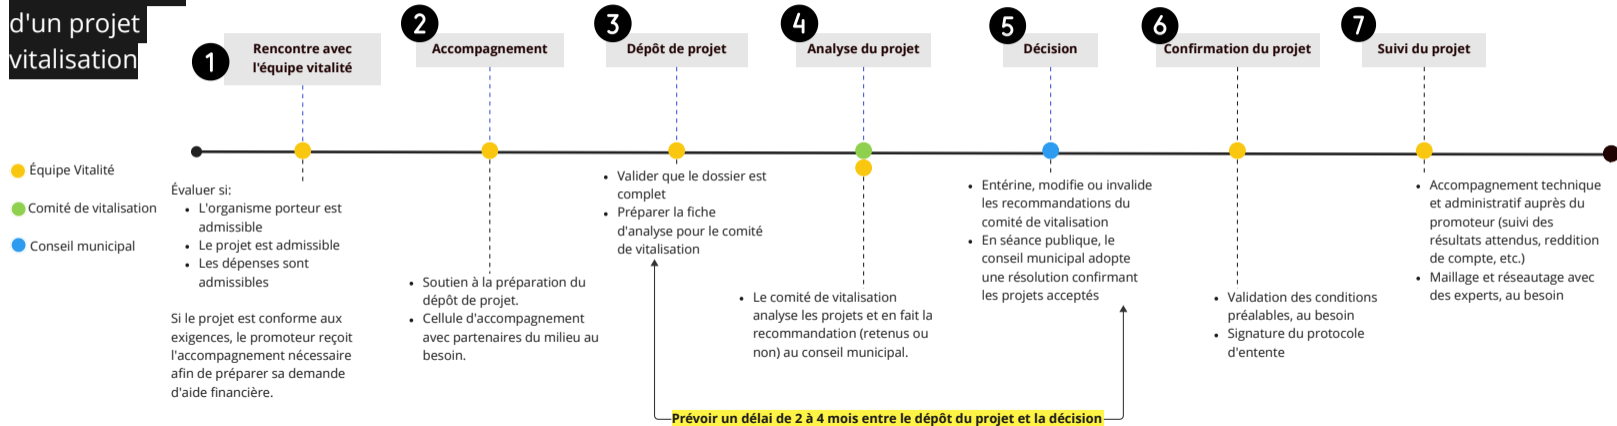 d'un projet
vitalisation
Équipe Vitalité
Comité de vitalisation
Conseil municipal
1
Rencontre avec
l'équipe vitalité
Évaluer si:
• L'organisme porteur est
admissible
• Le projet est admissible
• Les dépenses sont
admissibles
Si le projet est conforme aux
exigences, le promoteur reçoit
l'accompagnement nécessaire
afin de préparer sa demande
d'aide financière.
2
Accompagnement
• Soutien à la préparation du
dépôt de projet.
• Cellule d'accompagnement
avec partenaires du milieu au
besoin.
3
Dépôt de projet
• Valider que le dossier est
complet
• Préparer la fiche
d'analyse pour le comité
de vitalisation
4
Analyse du projet
• Le comité de vitalisation
analyse les projets et en fait la
recommandation (retenus ou
non) au conseil municipal.
5
Décision
• Entérine, modifie ou invalide
les recommandations du
comité de vitalisation
• En séance publique, le
conseil municipal adopte
une résolution confirmant
les projets acceptés
6
Confirmation du projet
• Validation des conditions
préalables, au besoin
• Signature du protocole
d'entente
7
Suivi du projet
• Accompagnement technique
et administratif auprès du
promoteur (suivi des
résultats attendus, reddition
de compte, etc.)
• Maillage et réseautage avec
des experts, au besoin
Prévoir un délai de 2 à 4 mois entre le dépôt du projet et la décision